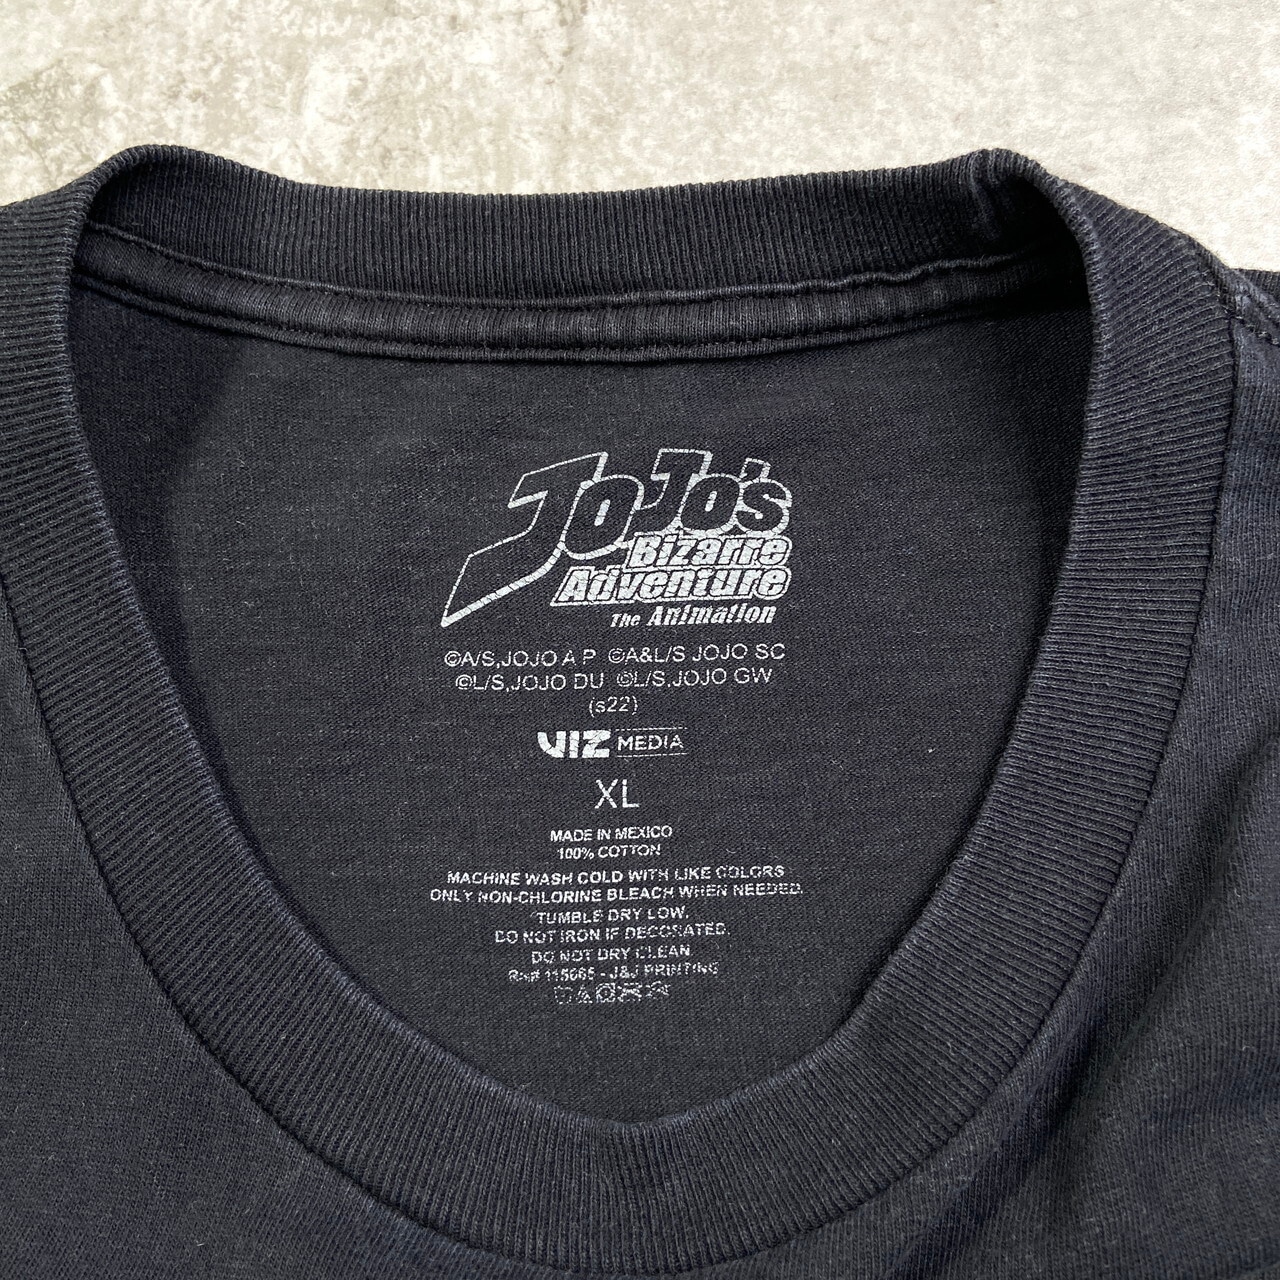 JoJo's
Bizarre
Adventure
The Animation
©A/S,JOJO A P ©A&L/S JOJO SC
©L/S,JOJO DU ©L/S,JOJO GW
(s22)
VIZ MEDIA
XL
MADE IN MEXICO
100% COTTON
MACHINE WASH COLD WITH LIKE COLORS
ONLY NON-CHLORINE BLEACH WHEN NEEDED.
TUMBLE DRY LOW.
DO NOT IRON IF DECORATED.
DO NOT DRY CLEAN
RN# 115085 - J&J PRINTING